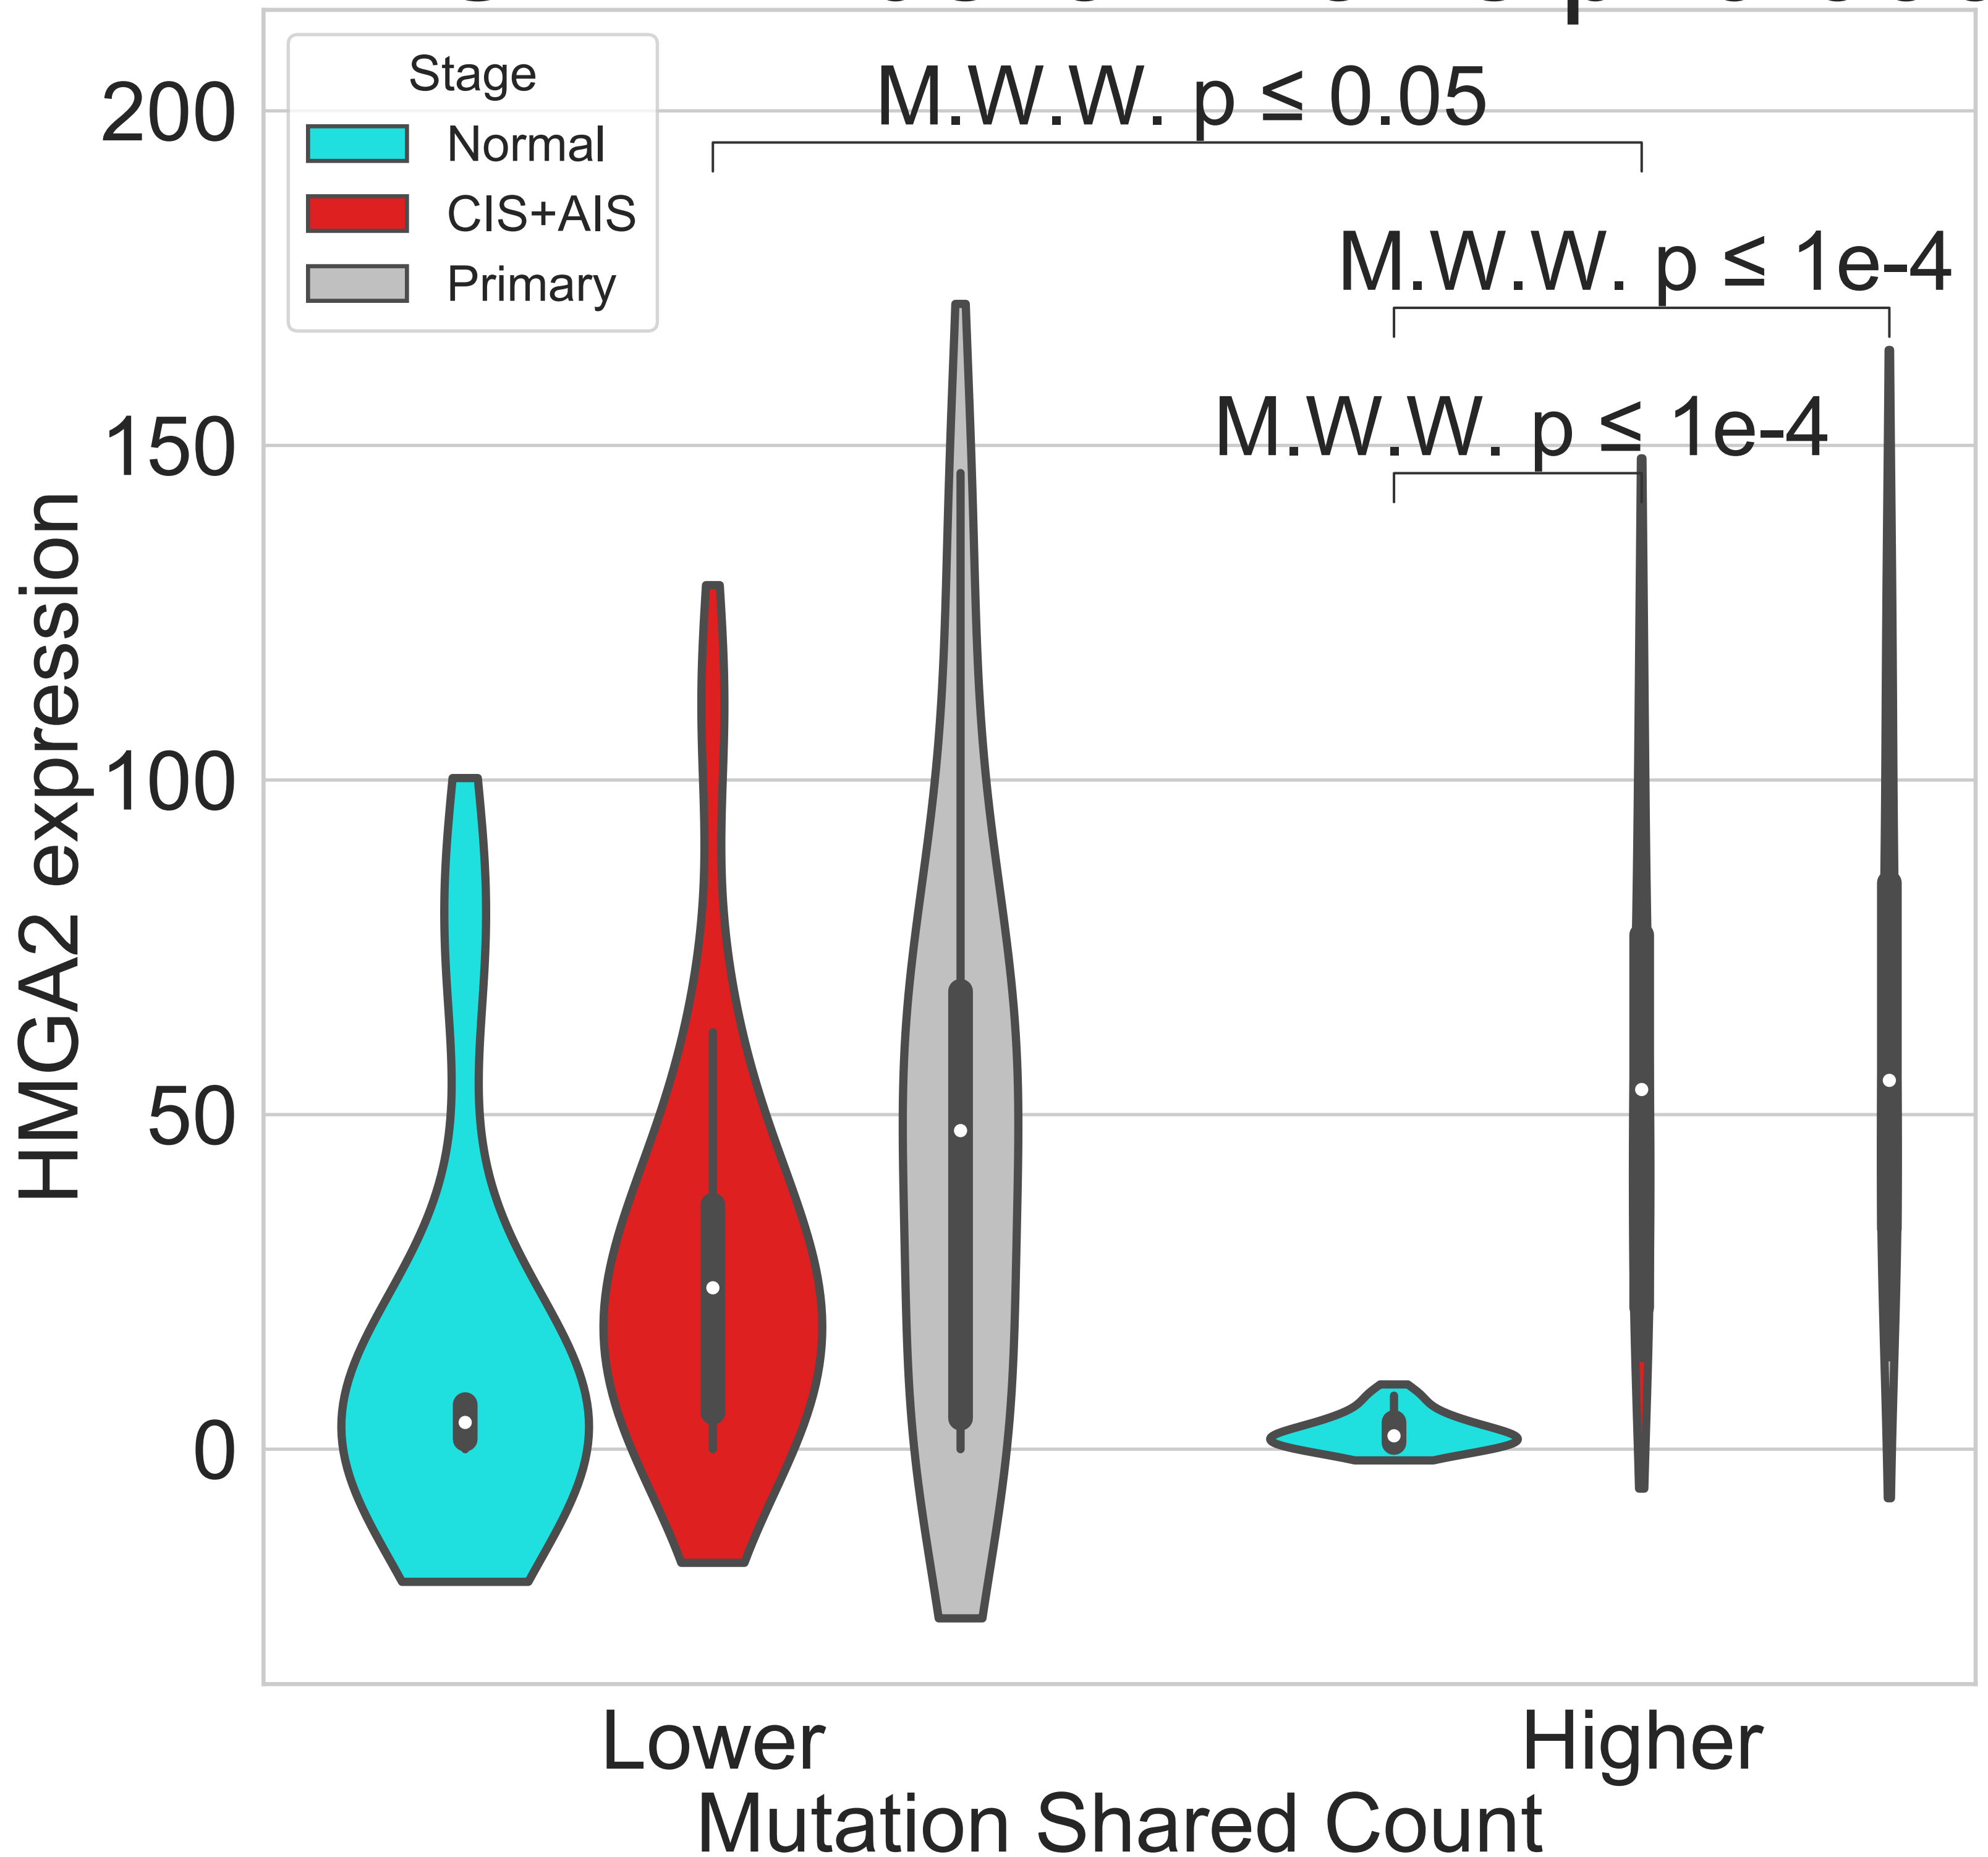 Stage
Normal
CIS+AIS
Primary
M.W.W. p ≤ 0.05
M.W.W. p ≤ 1e-4
M.W.W. p ≤ 1e-4
200
150
100
50
0
HMGA2 expression
Lower
Higher
Mutation Shared Count